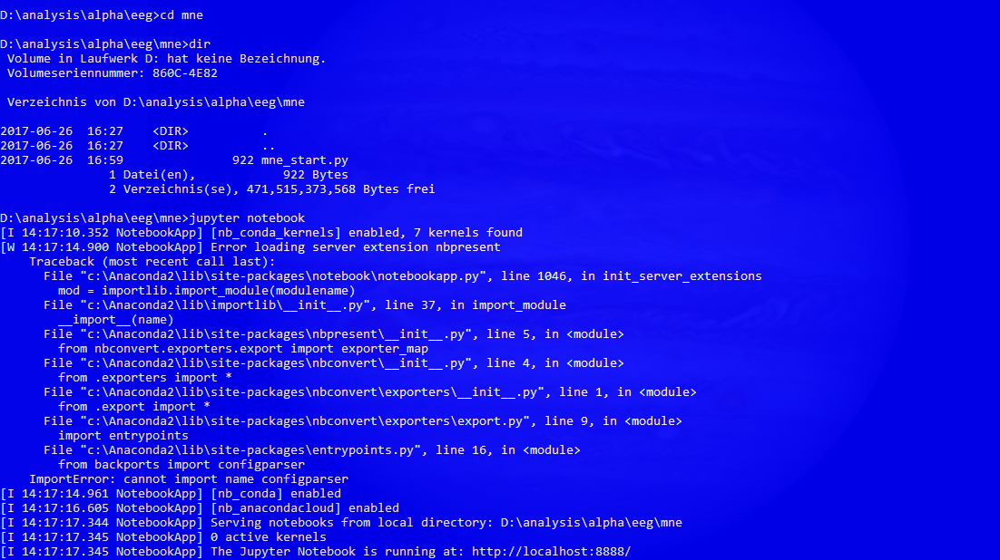 D:\analysis\alpha\eeg>cd mne
D:\analysis\alpha\eeg\mne>dir
 Volume in Laufwerk D: hat keine Bezeichnung.
 Volumeseriennummer: 860C-4E82
 Verzeichnis von D:\analysis\alpha\eeg\mne
2017-06-26  16:27    <DIR>          .
2017-06-26  16:27    <DIR>          ..
2017-06-26  16:59               922 mne_start.py
               1 Datei(en),            922 Bytes
               2 Verzeichnis(se), 471,515,373,568 Bytes frei
D:\analysis\alpha\eeg\mne>jupyter notebook
[I 14:17:10.352 NotebookApp] [nb_conda_kernels] enabled, 7 kernels found
[W 14:17:14.900 NotebookApp] Error loading server extension nbpresent
    Traceback (most recent call last):
      File "c:\Anaconda2\lib\site-packages\notebook\notebookapp.py", line 1046, in init_server_extensions
        mod = importlib.import_module(modulename)
      File "c:\Anaconda2\lib\importlib\__init__.py", line 37, in import_module
        __import__(name)
      File "c:\Anaconda2\lib\site-packages\nbpresent\__init__.py", line 5, in <module>
        from nbconvert.exporters.export import exporter_map
      File "c:\Anaconda2\lib\site-packages\nbconvert\__init__.py", line 4, in <module>
        from .exporters import *
      File "c:\Anaconda2\lib\site-packages\nbconvert\exporters\__init__.py", line 1, in <module>
        from .export import *
      File "c:\Anaconda2\lib\site-packages\nbconvert\exporters\export.py", line 9, in <module>
        import entrypoints
      File "c:\Anaconda2\lib\site-packages\entrypoints.py", line 16, in <module>
        from backports import configparser
    ImportError: cannot import name configparser
[I 14:17:14.961 NotebookApp] [nb_conda] enabled
[I 14:17:16.605 NotebookApp] [nb_anacondacloud] enabled
[I 14:17:17.344 NotebookApp] Serving notebooks from local directory: D:\analysis\alpha\eeg\mne
[I 14:17:17.345 NotebookApp] 0 active kernels
[I 14:17:17.345 NotebookApp] The Jupyter Notebook is running at: http://localhost:8888/